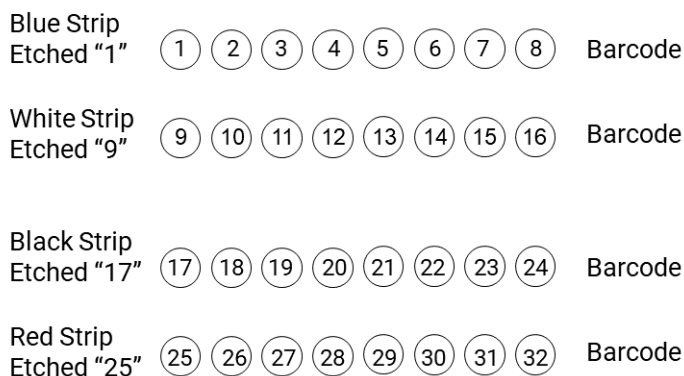 Blue Strip
Etched “1” 1 2 3 4 5 6 7 8 Barcode
White Strip
Etched “9” 9 10 11 12 13 14 15 16 Barcode
Black Strip
Etched “17” 17 18 19 20 21 22 23 24 Barcode
Red Strip
Etched “25” 25 26 27 28 29 30 31 32 Barcode